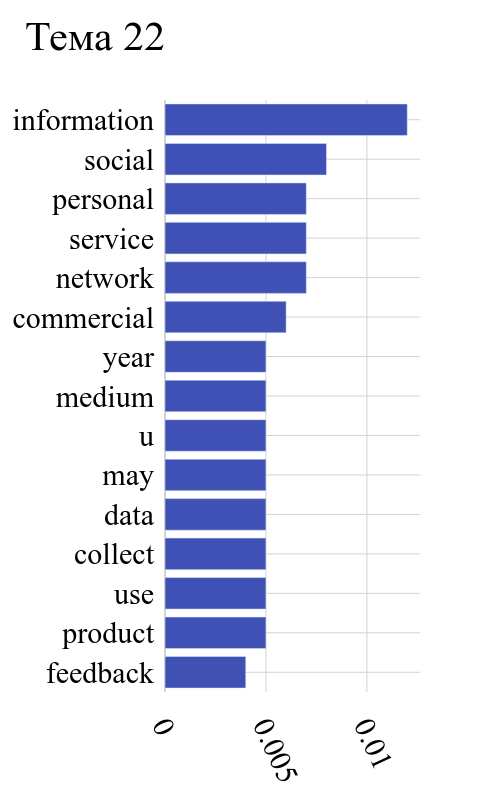 Тема 22
information
social
personal
service
network
commercial
year
medium
u
may
data
collect
use
product
feedback
0
0.005
0.01